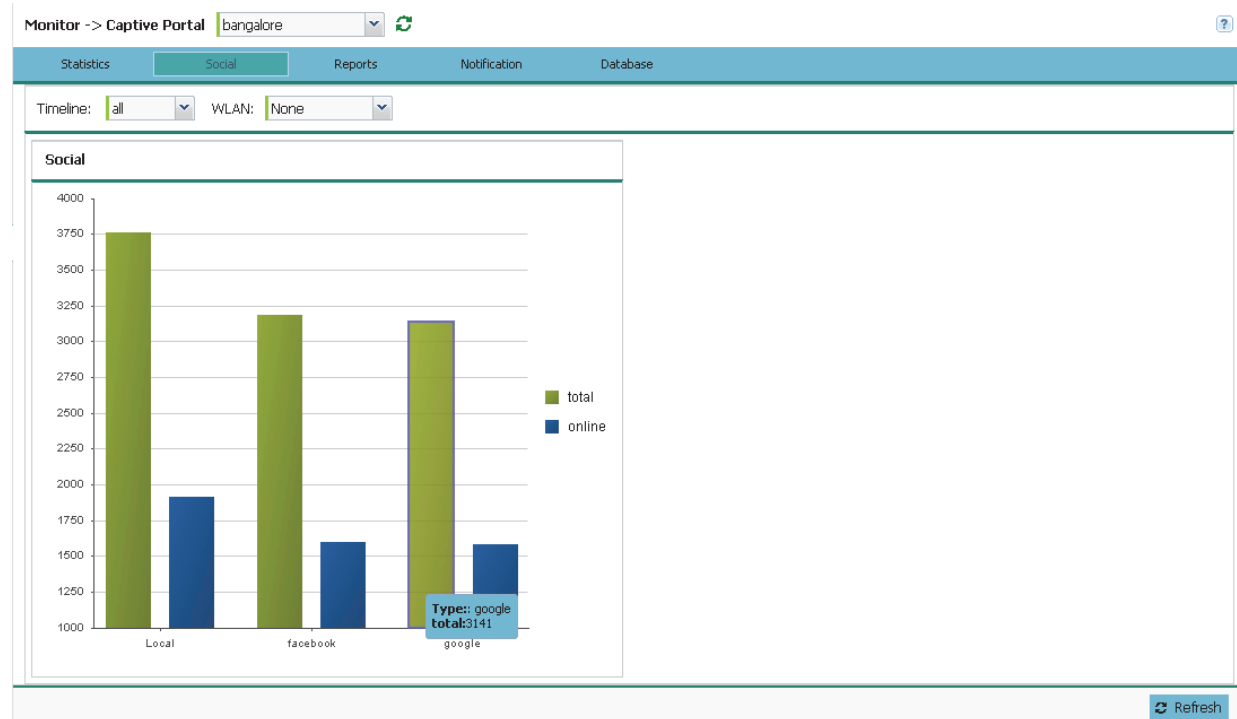 Monitor -> Captive Portal bangalore ?
Statistics Social Reports Notification Database
Timeline: all WLAN: None
Social
4000
3750
3500
3250
3000
2750
2500
2250
2000
1750
1500
1250
1000
total
online
Type:: google
total:3141
Local facebook google
Refresh